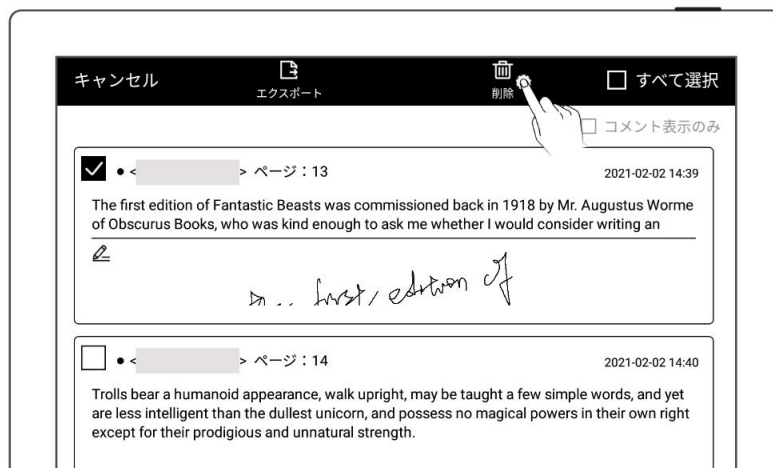 キャンセル
エクスポート
削除
すべて選択
コメント表示のみ
• < > ページ：13
2021-02-02 14:39
The first edition of Fantastic Beasts was commissioned back in 1918 by Mr. Augustus Worme
of Obscurus Books, who was kind enough to ask me whether I would consider writing an
first, edition of
• < > ページ：14
2021-02-02 14:40
Trolls bear a humanoid appearance, walk upright, may be taught a few simple words, and yet
are less intelligent than the dullest unicorn, and possess no magical powers in their own right
except for their prodigious and unnatural strength.